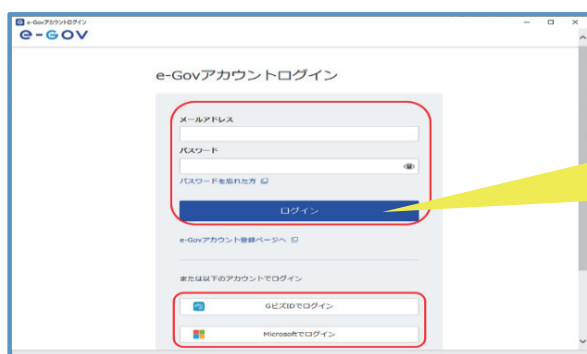 e-Govアカウントログイン
e-GOV
e-Govアカウントログイン
メールアドレス
パスワード
パスワードを忘れた方
ログイン
e-Govアカウント登録ページへ
または以下のアカウントでログイン
GビズIDでログイン
Microsoftでログイン